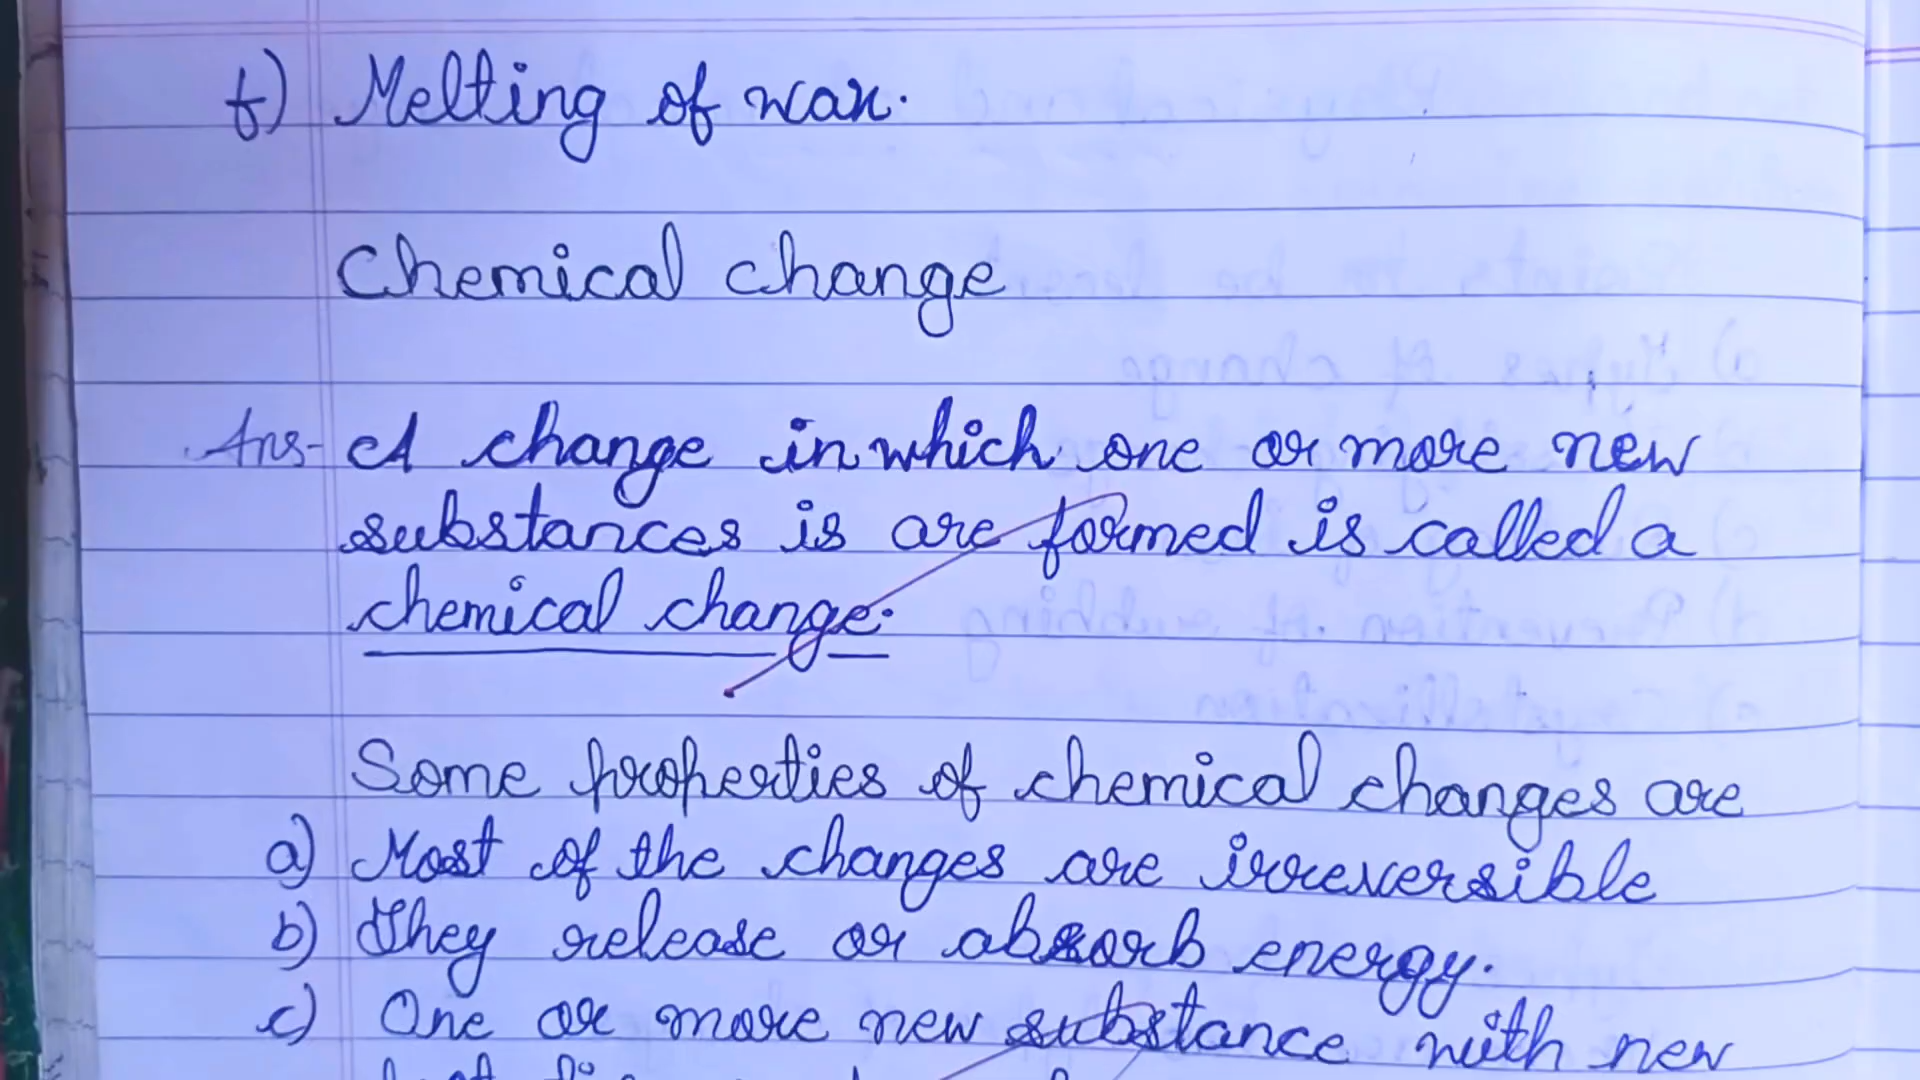 f) Melting of wax.
Chemical change
Ans- A change in which one or more new
substances is are formed is called a
chemical change.
Some properties of chemical changes are
a) Most of the changes are irreversible
b) They release or absorb energy.
c) One or more new substance with new